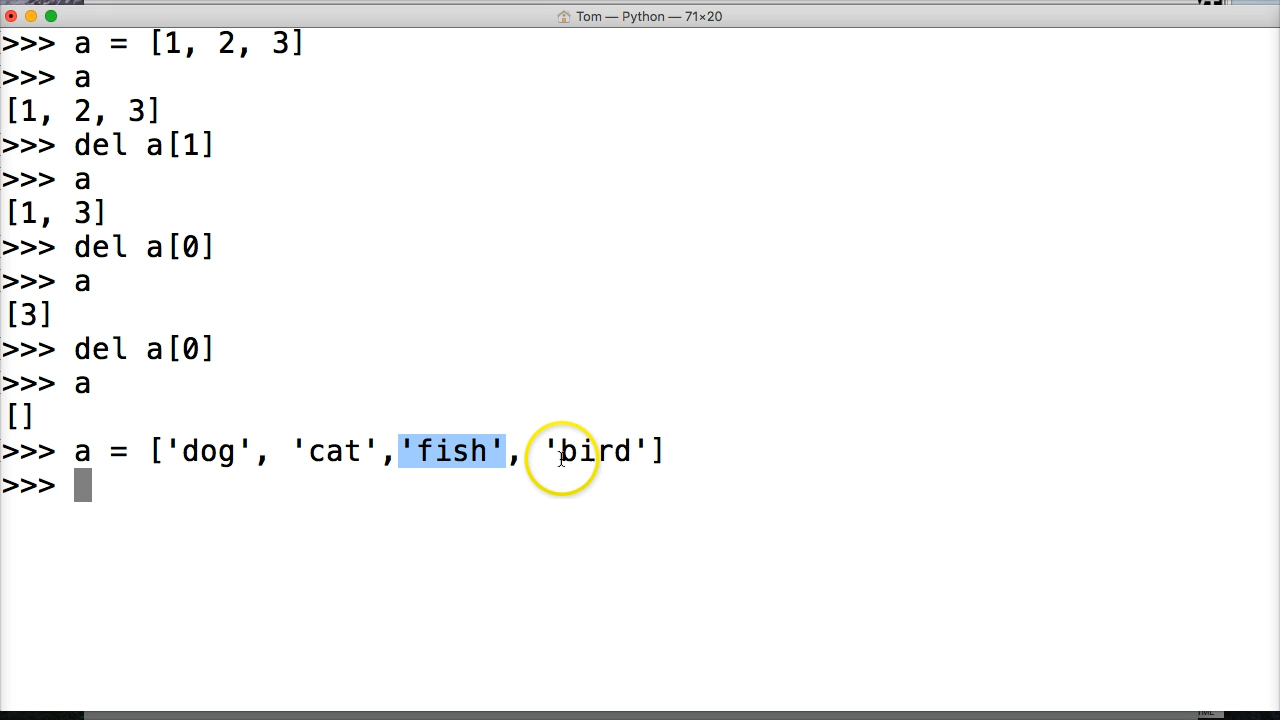 Tom — Python — 71×20
>>> a = [1, 2, 3]
>>> a
[1, 2, 3]
>>> del a[1]
>>> a
[1, 3]
>>> del a[0]
>>> a
[3]
>>> del a[0]
>>> a
[]
>>> a = ['dog', 'cat','fish', 'bird']
>>>